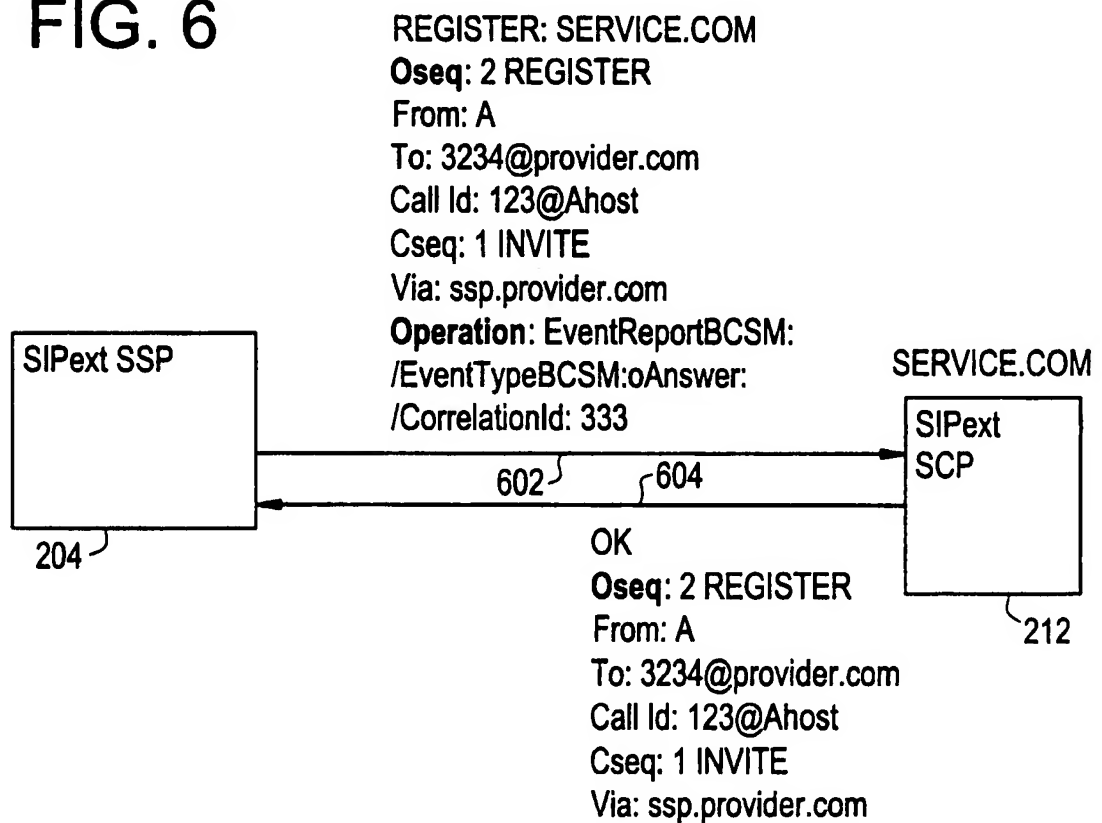 FIG. 6
REGISTER: SERVICE.COM
Oseq: 2 REGISTER
From: A
To: 3234@provider.com
Call Id: 123@Ahost
Cseq: 1 INVITE
Via: ssp.provider.com
Operation: EventReportBCSM:
/EventTypeBCSM:oAnswer:
/CorrelationId: 333
SIPext SSP
204
602
604
SERVICE.COM
SIPext
SCP
212
OK
Oseq: 2 REGISTER
From: A
To: 3234@provider.com
Call Id: 123@Ahost
Cseq: 1 INVITE
Via: ssp.provider.com